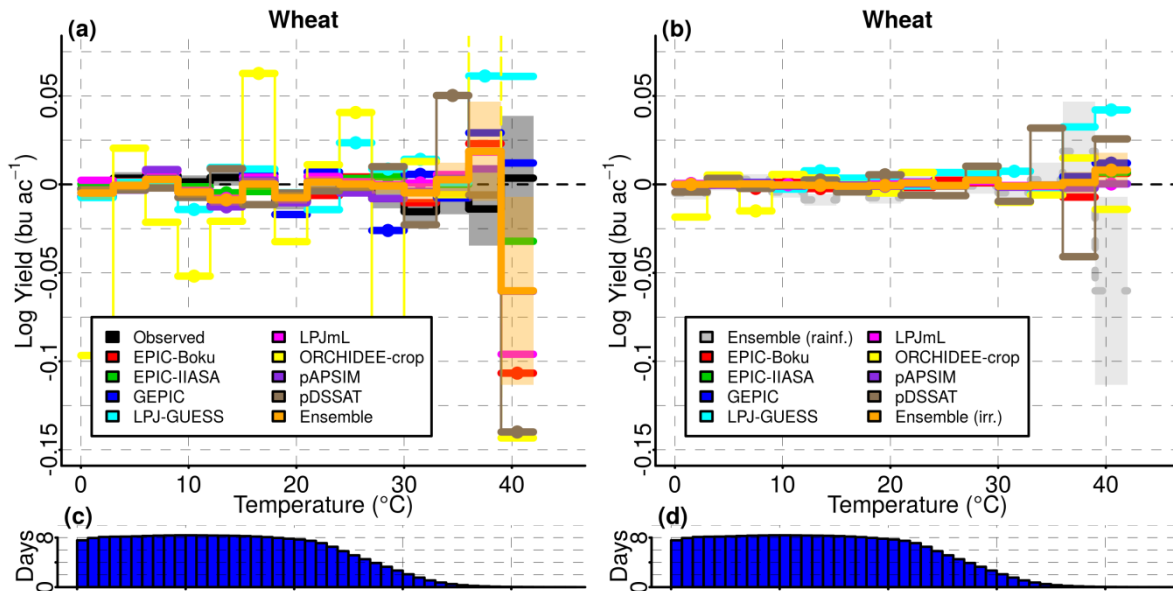 (a) Wheat
0.05
0
-0.05
-0.1
-0.15
Log Yield (bu ac⁻¹)
Observed
EPIC-Boku
EPIC-IIASA
GEPIC
LPJ-GUESS
LPJmL
ORCHIDEE-crop
pAPSIM
pDSSAT
Ensemble
0 10 20 30 40
Temperature (°C)
(b) Wheat
0.05
0
-0.05
-0.1
-0.15
Log Yield (bu ac⁻¹)
Ensemble (rainf.)
EPIC-Boku
EPIC-IIASA
GEPIC
LPJ-GUESS
LPJmL
ORCHIDEE-crop
pAPSIM
pDSSAT
Ensemble (irr.)
0 10 20 30 40
Temperature (°C)
(c)
Days
0 8
(d)
Days
0 8